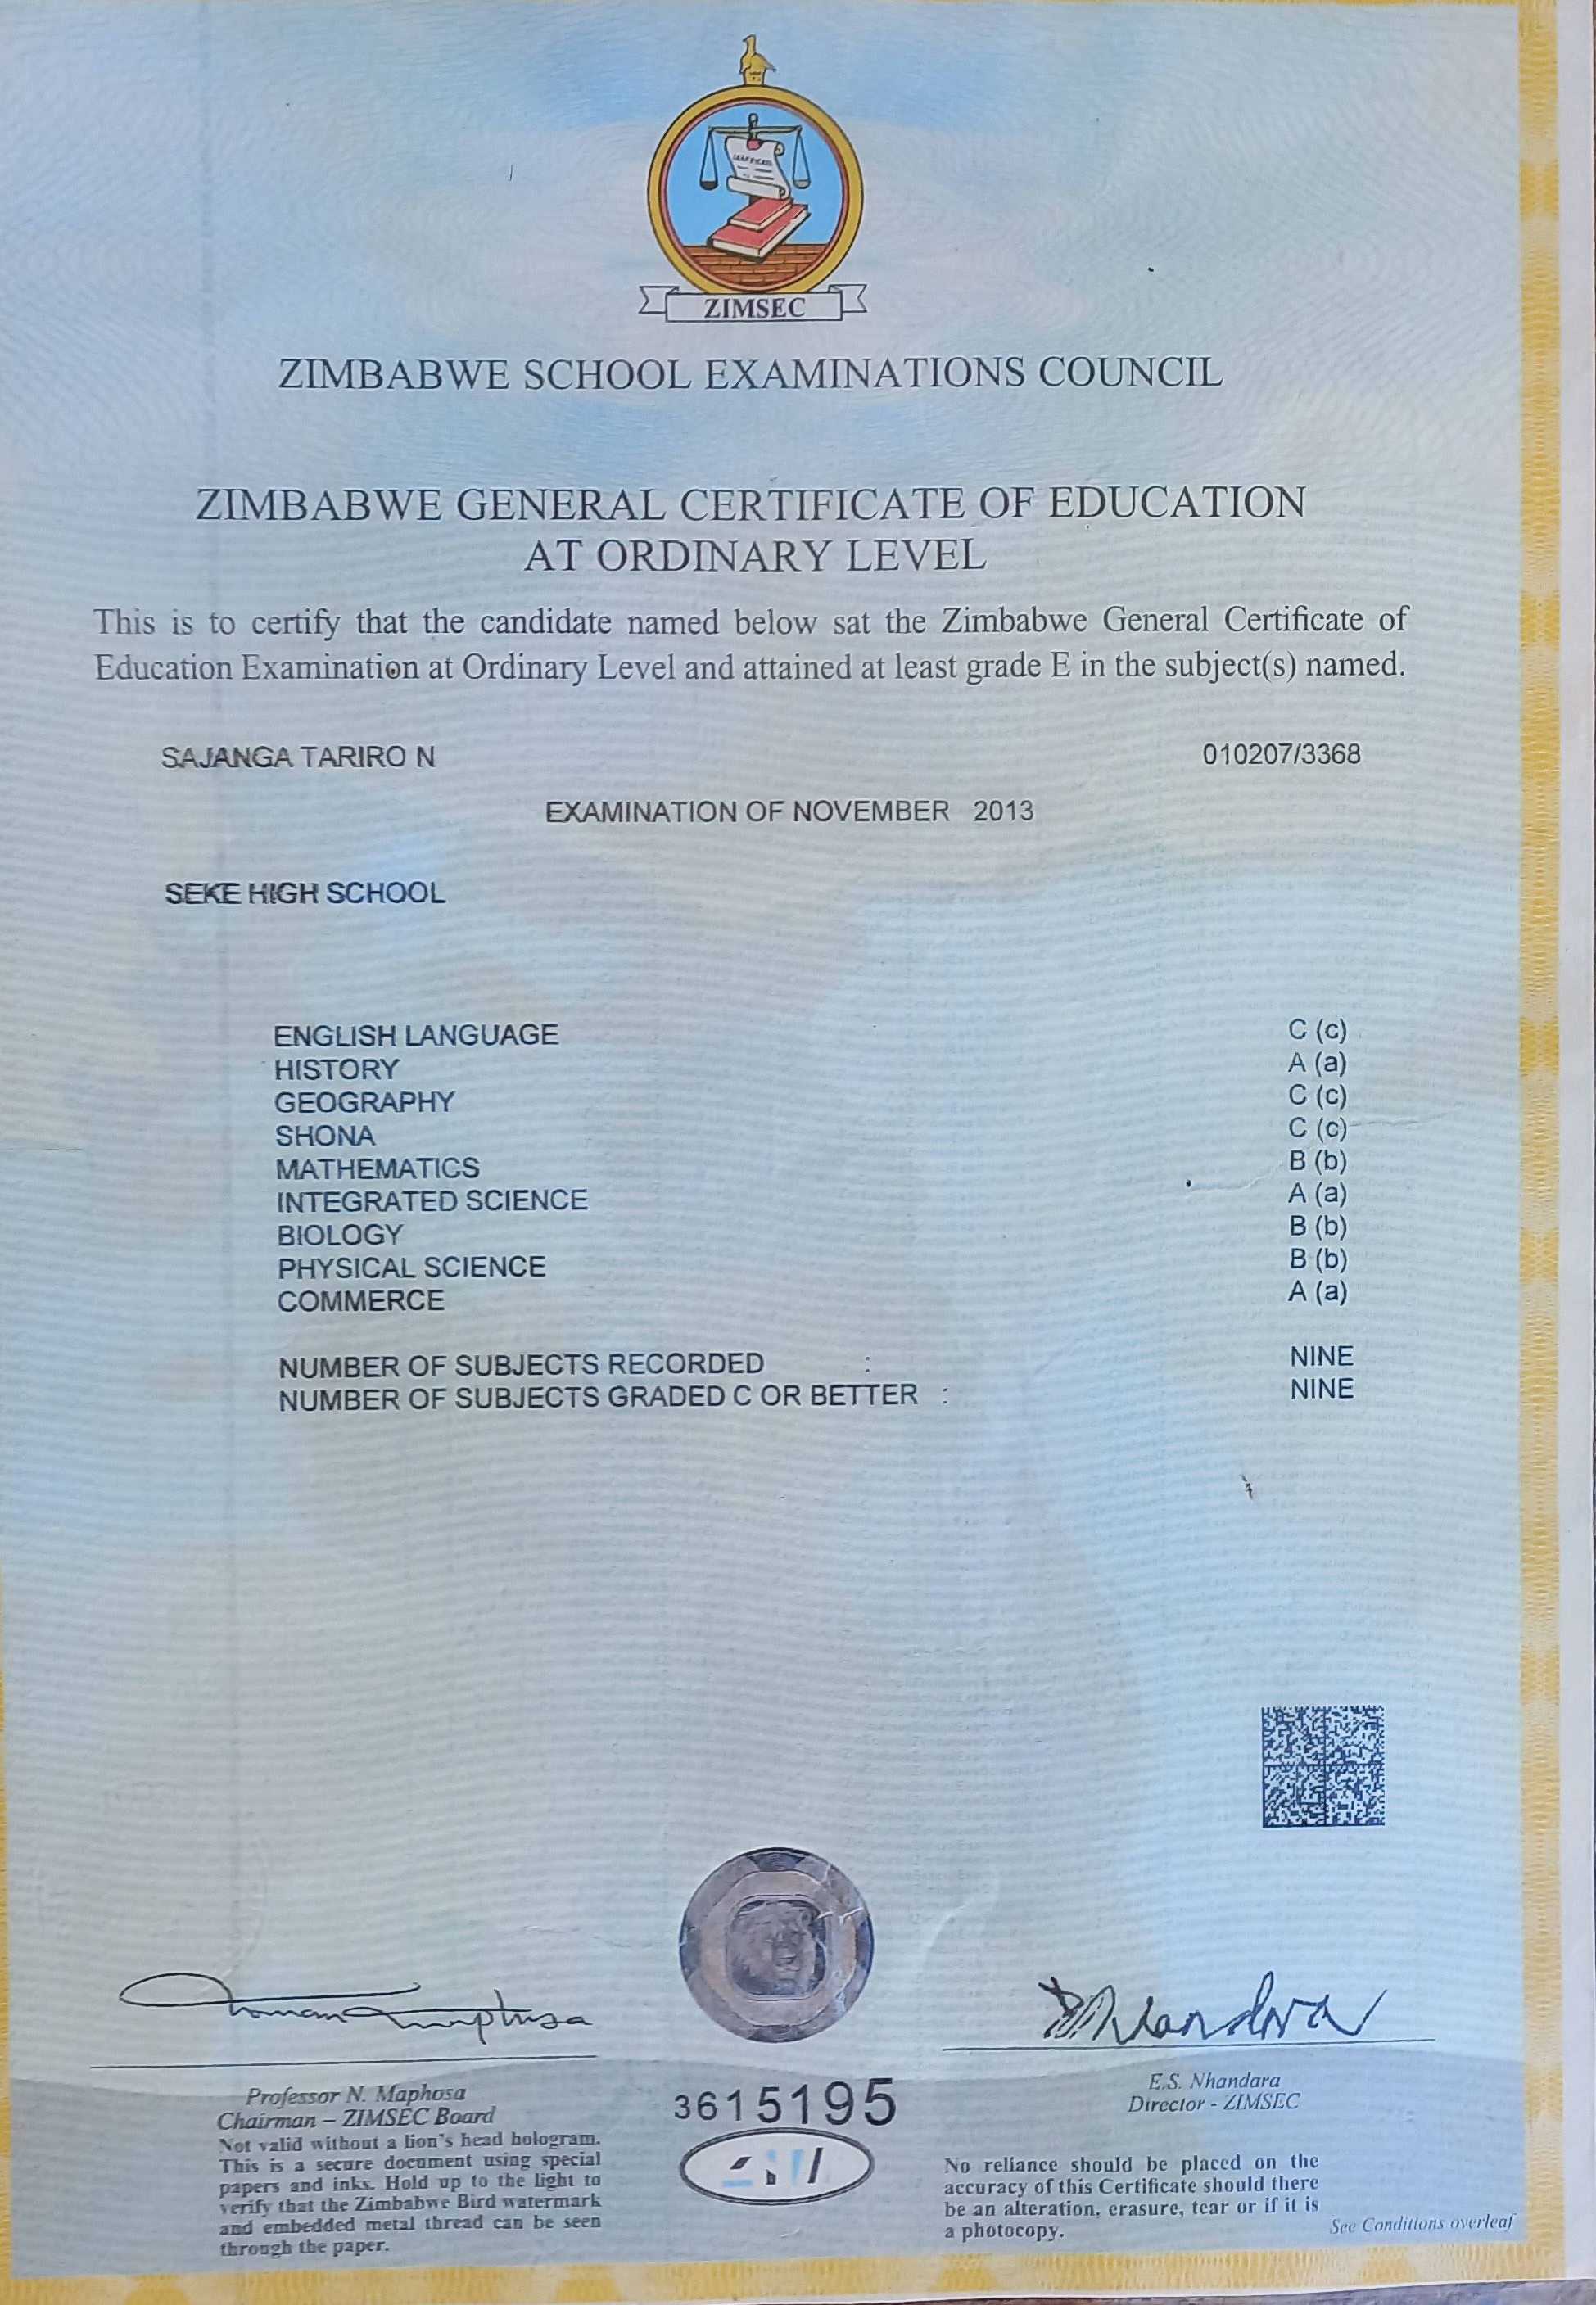 ZIMSEC
ZIMBABWE SCHOOL EXAMINATIONS COUNCIL
ZIMBABWE GENERAL CERTIFICATE OF EDUCATION
AT ORDINARY LEVEL
This is to certify that the candidate named below sat the Zimbabwe General Certificate of
Education Examination at Ordinary Level and attained at least grade E in the subject(s) named.
SAJANGA TARIRO N 010207/3368
EXAMINATION OF NOVEMBER 2013
SEKE HIGH SCHOOL
ENGLISH LANGUAGE C (c)
HISTORY A (a)
GEOGRAPHY C (c)
SHONA C (c)
MATHEMATICS B (b)
INTEGRATED SCIENCE A (a)
BIOLOGY B (b)
PHYSICAL SCIENCE B (b)
COMMERCE A (a)
NUMBER OF SUBJECTS RECORDED : NINE
NUMBER OF SUBJECTS GRADED C OR BETTER : NINE
Professor N. Maphosa
Chairman – ZIMSEC Board
Not valid without a lion's head hologram.
This is a secure document using special
papers and inks. Hold up to the light to
verify that the Zimbabwe Bird watermark
and embedded metal thread can be seen
through the paper.
3615195
E.S. Nhandara
Director - ZIMSEC
No reliance should be placed on the
accuracy of this Certificate should there
be an alteration, erasure, tear or if it is
a photocopy.
See Conditions overleaf